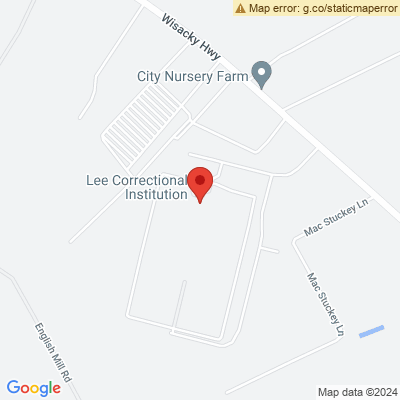 Map error: g.co/staticmaperror
Wisacky Hwy
City Nursery Farm
Lee Correctional
Institution
Mac Stuckey Ln
Mac Stuckey Ln
English Mill Rd
Google
Map data ©2024